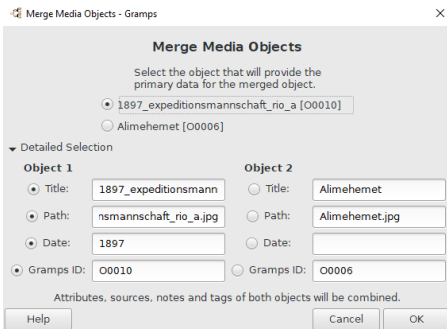 Merge Media Objects - Gramps
Merge Media Objects
Select the object that will provide the
primary data for the merged object.
1897_expeditionsmannschaft_rio_a [O0010]
Alimehemet [O0006]
Detailed Selection
Object 1 Object 2
Title: 1897_expeditionsmann Title: Alimehemet
Path: nsmannschaft_rio_a.jpg Path: Alimehemet.jpg
Date: 1897 Date:
Gramps ID: O0010 Gramps ID: O0006
Attributes, sources, notes and tags of both objects will be combined.
Help Cancel OK